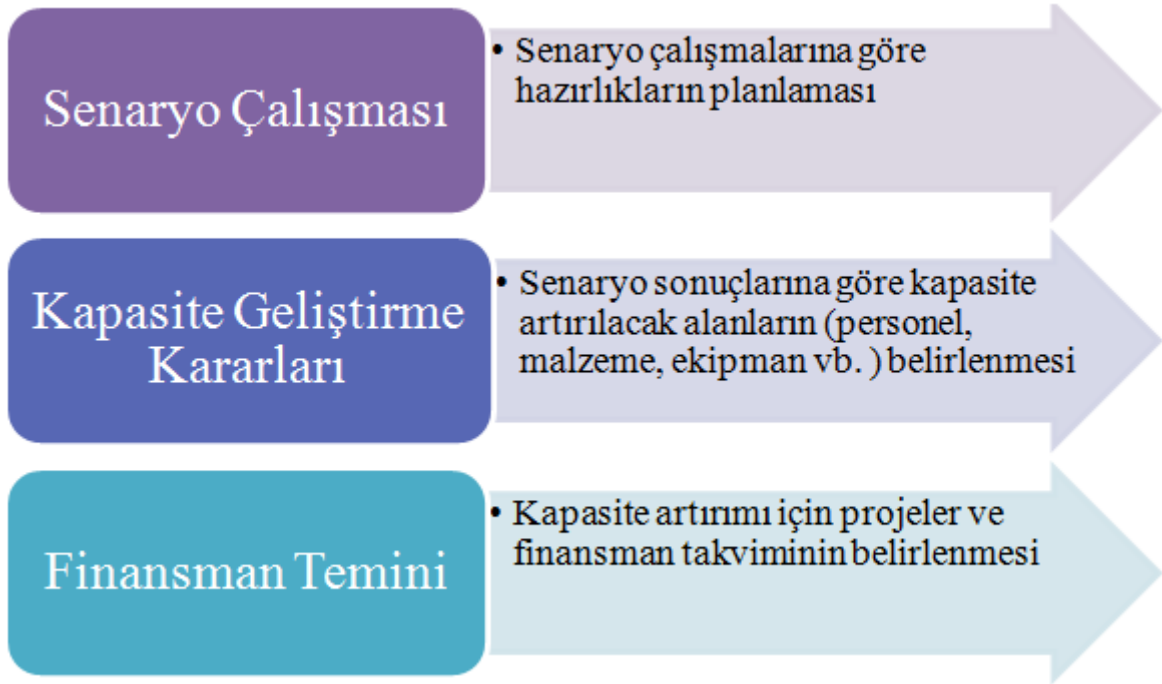 Senaryo Çalışması
• Senaryo çalışmalarına göre
hazırlıkların planlaması
Kapasite Geliştirme
Kararları
• Senaryo sonuçlarına göre kapasite
artırılacak alanların (personel,
malzeme, ekipman vb. ) belirlenmesi
Finansman Temini
• Kapasite artırımı için projeler ve
finansman takviminin belirlenmesi